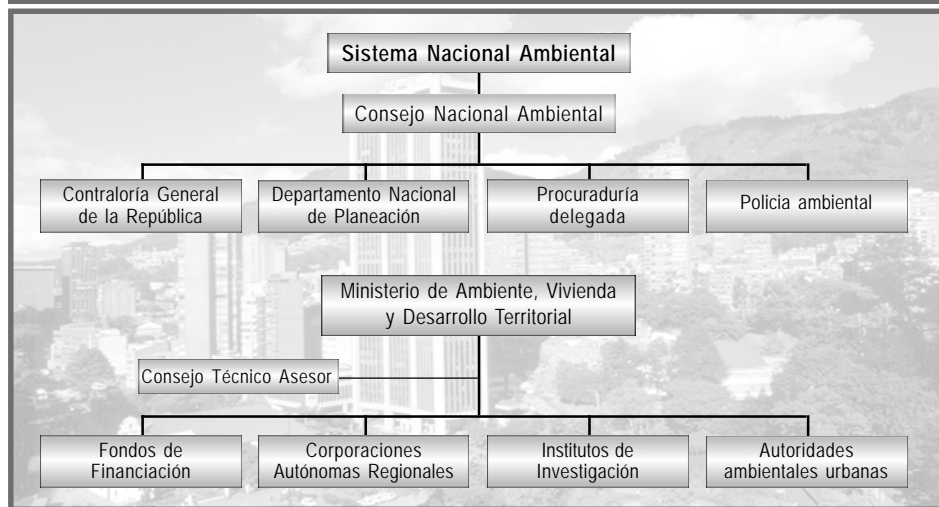 Sistema Nacional Ambiental
Consejo Nacional Ambiental
Contraloría General
de la República
Departamento Nacional
de Planeación
Procuraduría
delegada
Policia ambiental
Ministerio de Ambiente, Vivienda
y Desarrollo Territorial
Consejo Técnico Asesor
Fondos de
Financiación
Corporaciones
Autónomas Regionales
Institutos de
Investigación
Autoridades
ambientales urbanas